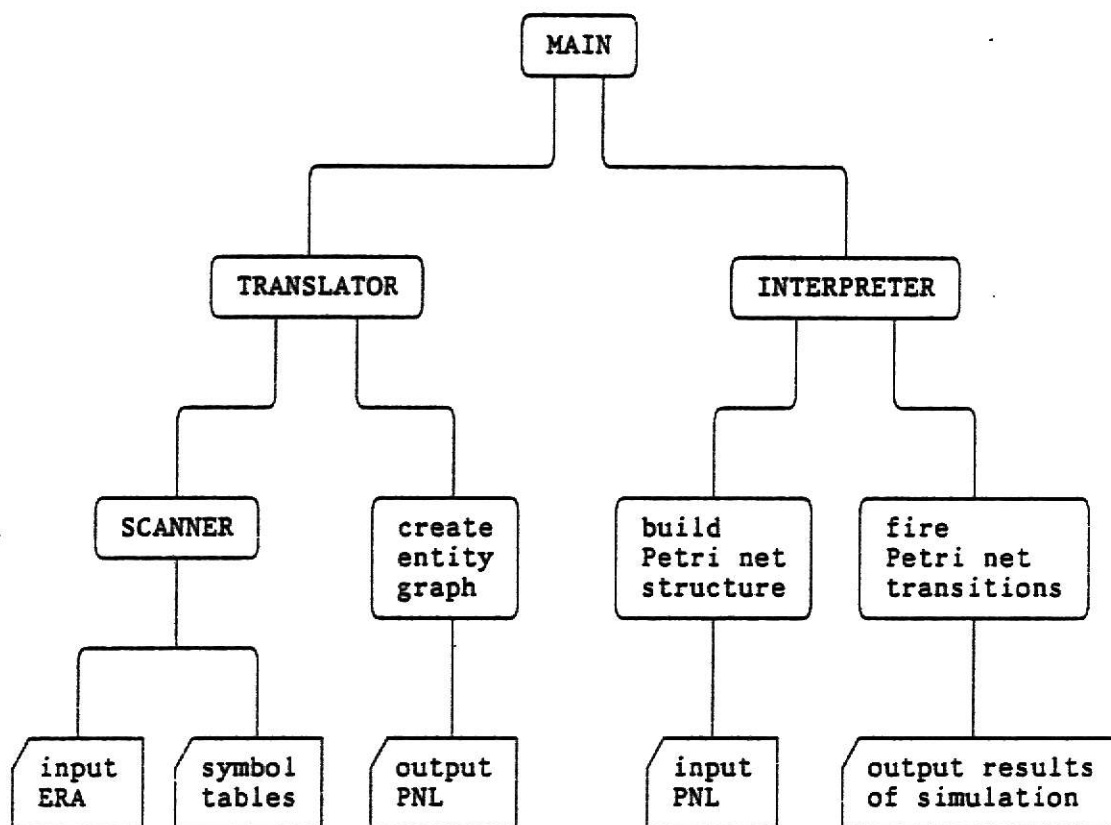 MAIN
TRANSLATOR
INTERPRETER
SCANNER
create
entity
graph
build
Petri net
structure
fire
Petri net
transitions
input
ERA
symbol
tables
output
PNL
input
PNL
output results
of simulation